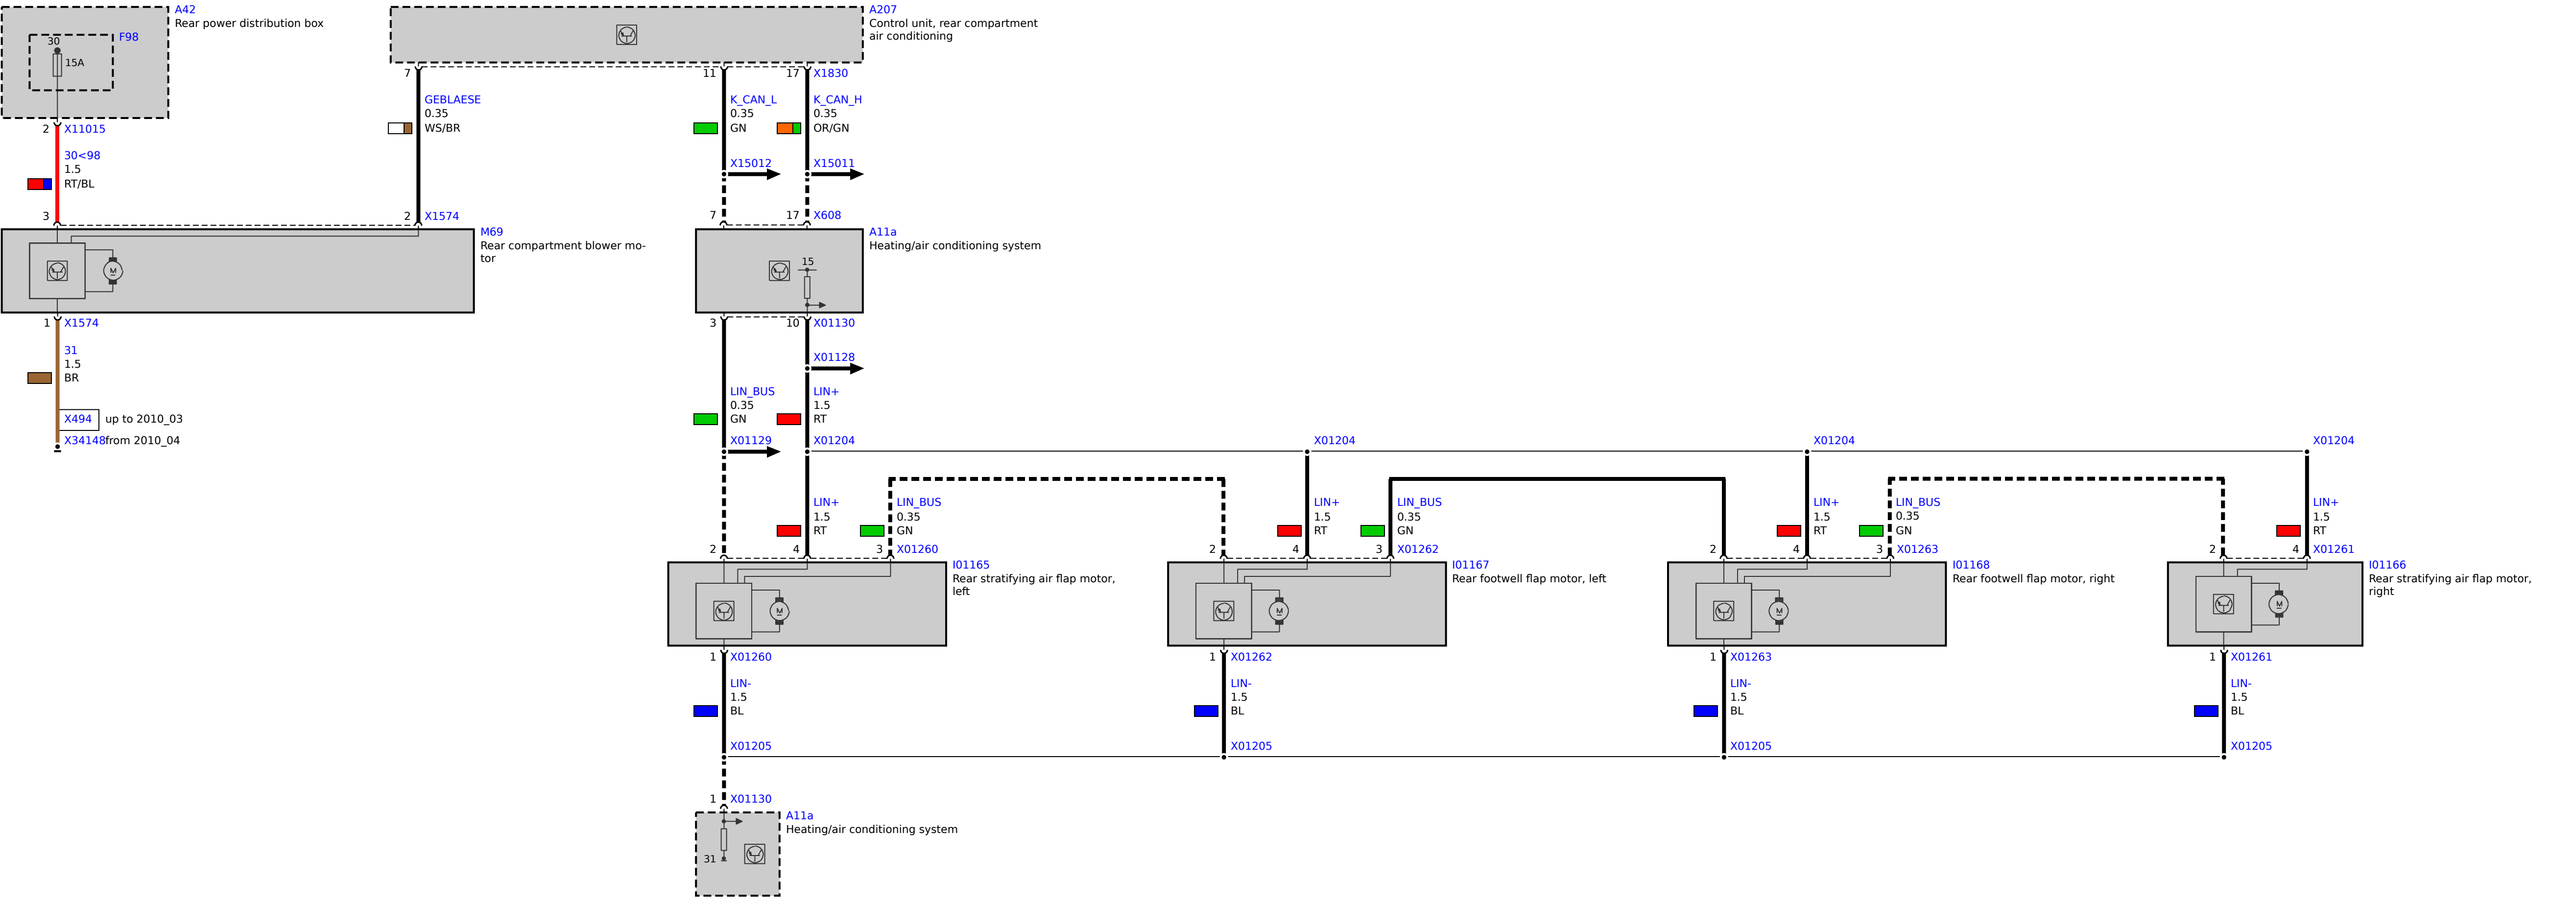 A42
Rear power distribution box
F98
30
15A
2 X11015
30<98
1.5
RT/BL
3
A207
Control unit, rear compartment
air conditioning
7
11
17 X1830
GEBLAESE
0.35
WS/BR
K_CAN_L
0.35
GN
K_CAN_H
0.35
OR/GN
X15012
X15011
2 X1574
7
17 X608
M69
Rear compartment blower mo-
tor
M
A11a
Heating/air conditioning system
15
1 X1574
31
1.5
BR
X494 up to 2010_03
X34148 from 2010_04
3
10 X01130
X01128
LIN_BUS
0.35
GN
LIN+
1.5
RT
X01129
X01204
X01204
X01204
X01204
LIN+
1.5
RT
LIN_BUS
0.35
GN
LIN+
1.5
RT
LIN_BUS
0.35
GN
LIN+
1.5
RT
LIN_BUS
0.35
GN
LIN+
1.5
RT
2
4
3 X01260
2
4
3 X01262
2
4
3 X01263
2
4 X01261
I01165
Rear stratifying air flap motor,
left
M
I01167
Rear footwell flap motor, left
M
I01168
Rear footwell flap motor, right
M
I01166
Rear stratifying air flap motor,
right
M
1 X01260
1 X01262
1 X01263
1 X01261
LIN-
1.5
BL
LIN-
1.5
BL
LIN-
1.5
BL
LIN-
1.5
BL
X01205
X01205
X01205
X01205
1 X01130
A11a
Heating/air conditioning system
31